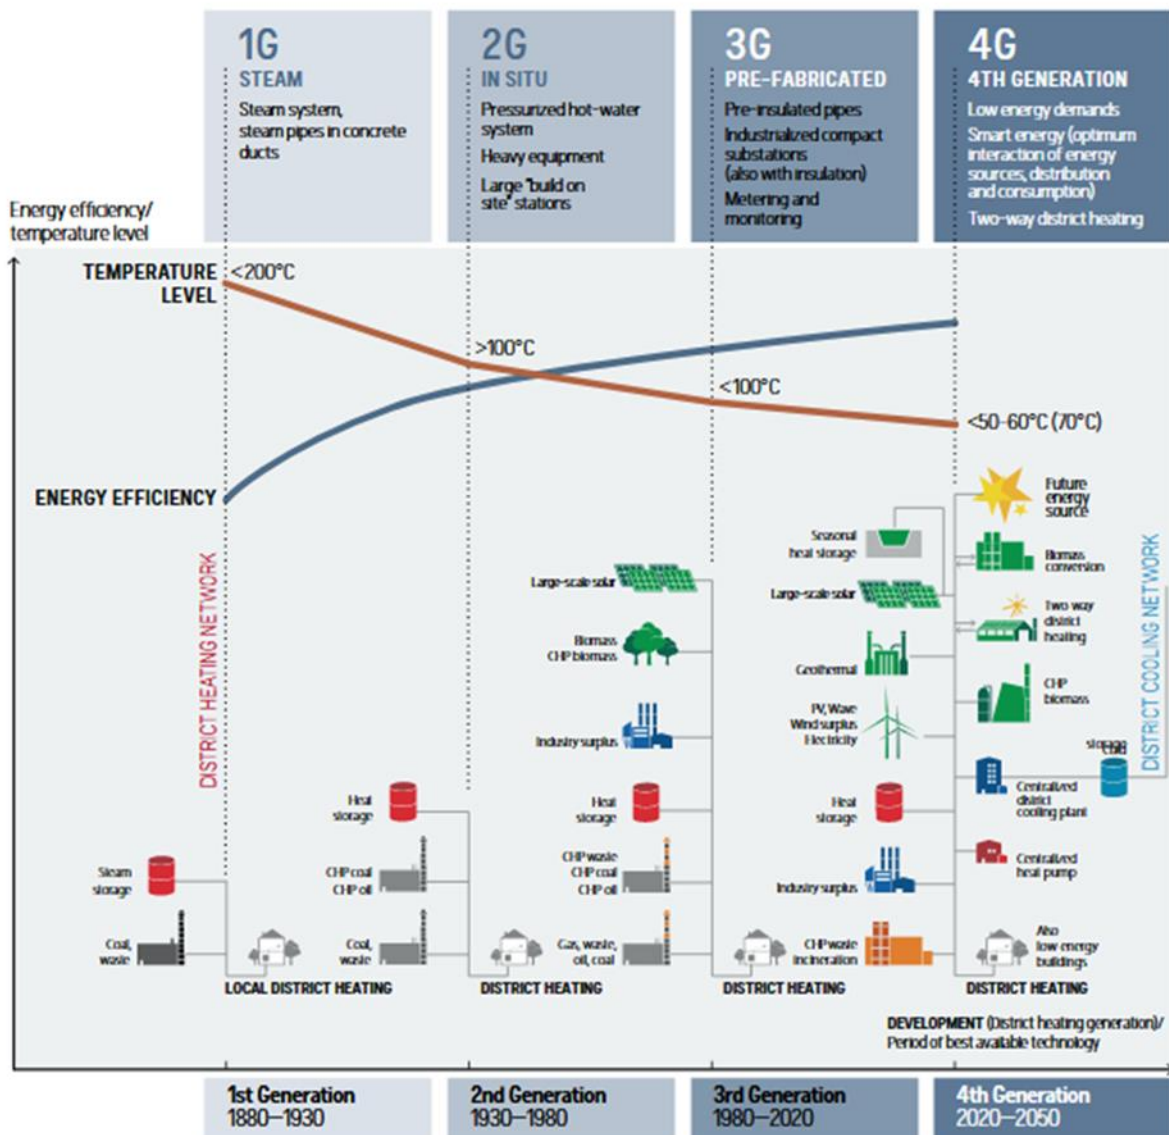 1G
STEAM
Steam system,
steam pipes in concrete
ducts
2G
IN SITU
Pressurized hot-water
system
Heavy equipment
Large "build on
site" stations
3G
PRE-FABRICATED
Pre-insulated pipes
Industrialized compact
substations
(also with insulation)
Metering and
monitoring
4G
4TH GENERATION
Low energy demands
Smart energy (optimum
interaction of energy
sources, distribution
and consumption)
Two-way district heating
Energy efficiency/
temperature level
TEMPERATURE
LEVEL
<200°C
>100°C
<100°C
<50-60°C (70°C)
ENERGY EFFICIENCY
DISTRICT HEATING NETWORK
Steam
storage
Coal,
waste
LOCAL DISTRICT HEATING
Heat
storage
CHP coal
CHP oil
Coal,
waste
DISTRICT HEATING
Large-scale solar
Biomass
CHP biomass
Industry surplus
Heat
storage
CHP waste
CHP coal
CHP oil
Gas, waste,
oil, coal
DISTRICT HEATING
Seasonal
heat storage
Large-scale solar
Geothermal
PV, Wave
Wind surplus
Electricity
Heat
storage
Industry surplus
CHP waste
incineration
Future
energy
source
Biomass
conversion
Two way
district
heating
CHP
biomass
Centralized
district
cooling plant
storage
cold
Centralized
heat pump
Also
low energy
buildings
DISTRICT HEATING
DISTRICT COOLING NETWORK
DEVELOPMENT (District heating generation)/
Period of best available technology
1st Generation
1880–1930
2nd Generation
1930–1980
3rd Generation
1980–2020
4th Generation
2020–2050